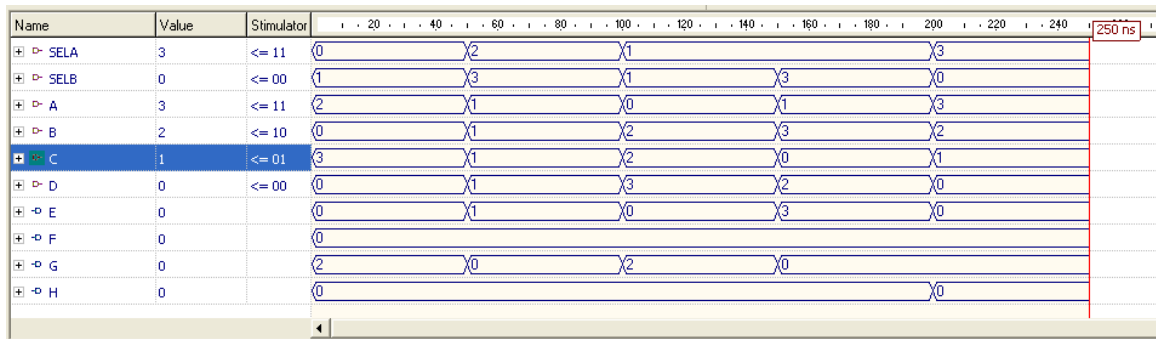 Name Value Stimulator 20 40 60 80 100 120 140 160 180 200 220 240
250 ns
SELA 3 <= 11 0 2 1 3
SELB 0 <= 00 1 3 1 3 0
A 3 <= 11 2 1 0 1 3
B 2 <= 10 0 1 2 3 2
C 1 <= 01 3 1 2 0 1
D 0 <= 00 0 1 3 2 0
E 0 0 1 0 3 0
F 0 0
G 0 2 0 2 0
H 0 0 0